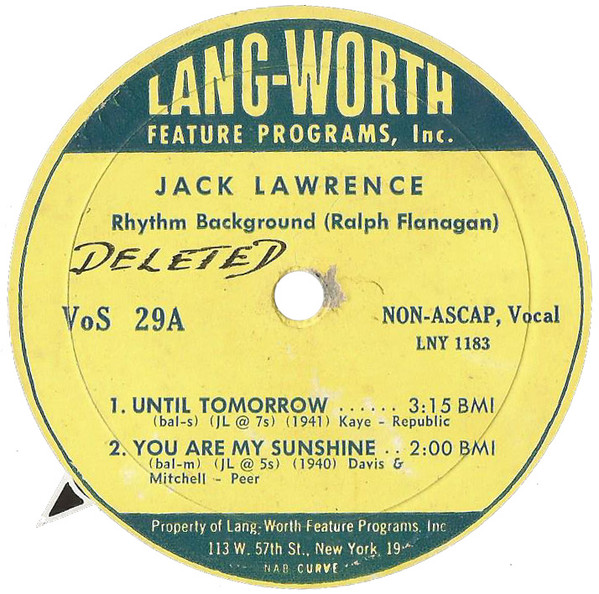 LANG-WORTH
FEATURE PROGRAMS, Inc.
JACK LAWRENCE
Rhythm Background (Ralph Flanagan)
DELETED
VoS 29A
NON-ASCAP, Vocal
LNY 1183
1. UNTIL TOMORROW ...... 3:15 BMI
(bal-s) (JL @ 7s) (1941) Kaye - Republic
2. YOU ARE MY SUNSHINE .. 2:00 BMI
(bal-m) (JL @ 5s) (1940) Davis &
Mitchell - Peer
Property of Lang-Worth Feature Programs, Inc
113 W. 57th St., New York, 19
NAB CURVE